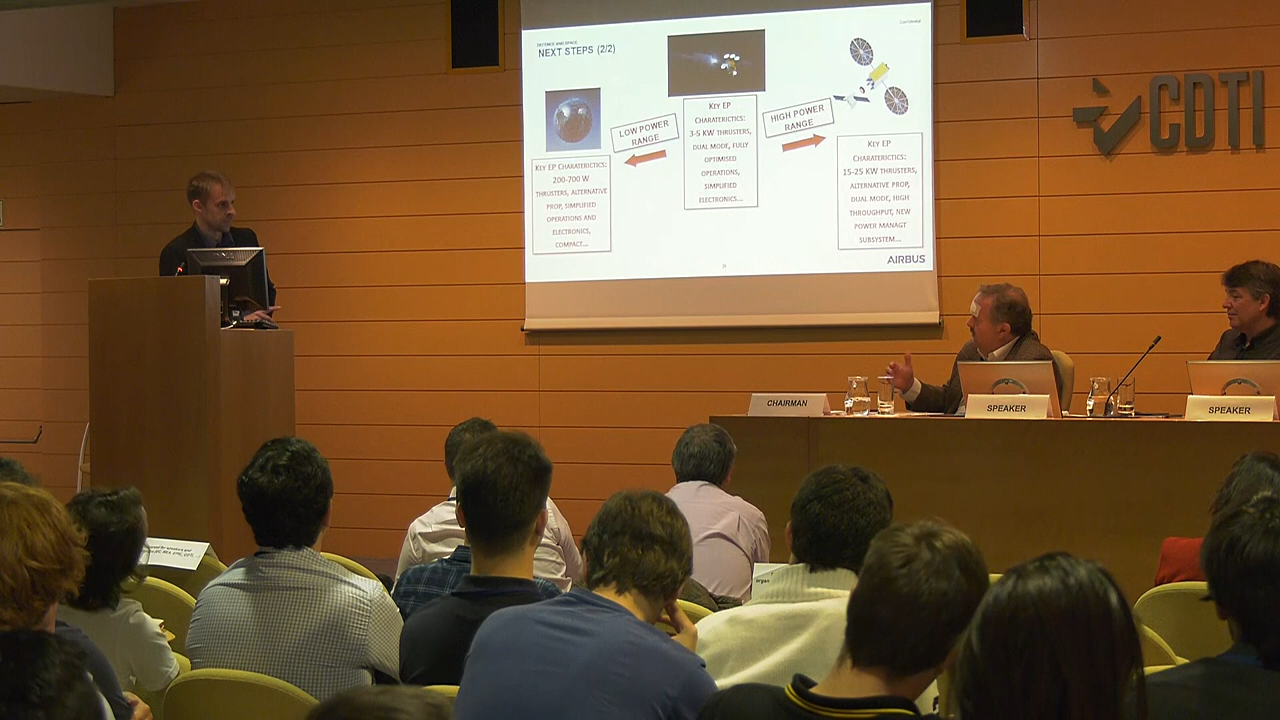 Confidential
DEFENCE AND SPACE
NEXT STEPS (2/2)
LOW POWER
RANGE
HIGH POWER
RANGE
KEY EP
CHARATERICTICS:
200-700 W
THRUSTERS, ALTERNATIVE
PROP, SIMPLIFIED
OPERATIONS AND
ELECTRONICS,
COMPACT...
KEY EP
CHARATERICTICS:
3-5 KW THRUSTERS,
DUAL MODE, FULLY
OPTIMISED
OPERATIONS,
SIMPLIFIED
ELECTRONICS...
KEY EP
CHARATERICTICS:
15-25 KW THRUSTERS,
ALTERNATIVE PROP,
DUAL MODE, HIGH
THROUGHPUT, NEW
POWER MANAGT
SUBSYSTEM...
AIRBUS
CDTI
CHAIRMAN
SPEAKER
SPEAKER